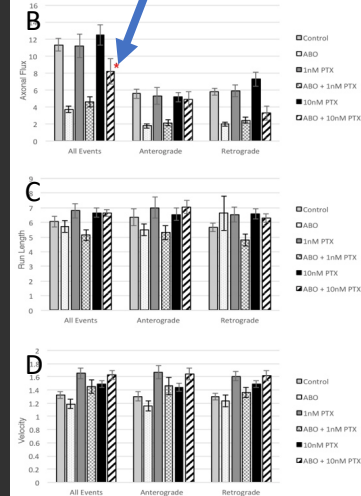 B
16
14
12
10
8
6
4
2
0
Axonal Flux
*
All Events Anterograde Retrograde
Control
ABO
1nM PTX
ABO + 1nM PTX
10nM PTX
ABO + 10nM PTX
C
9
8
7
6
5
4
3
2
1
0
Run Length
All Events Anterograde Retrograde
Control
ABO
1nM PTX
ABO + 1nM PTX
10nM PTX
ABO + 10nM PTX
D
2
1.8
1.6
1.4
1.2
1
0.8
0.6
0.4
0.2
0
Velocity
All Events Anterograde Retrograde
Control
ABO
1nM PTX
ABO + 1nM PTX
10nM PTX
ABO + 10nM PTX